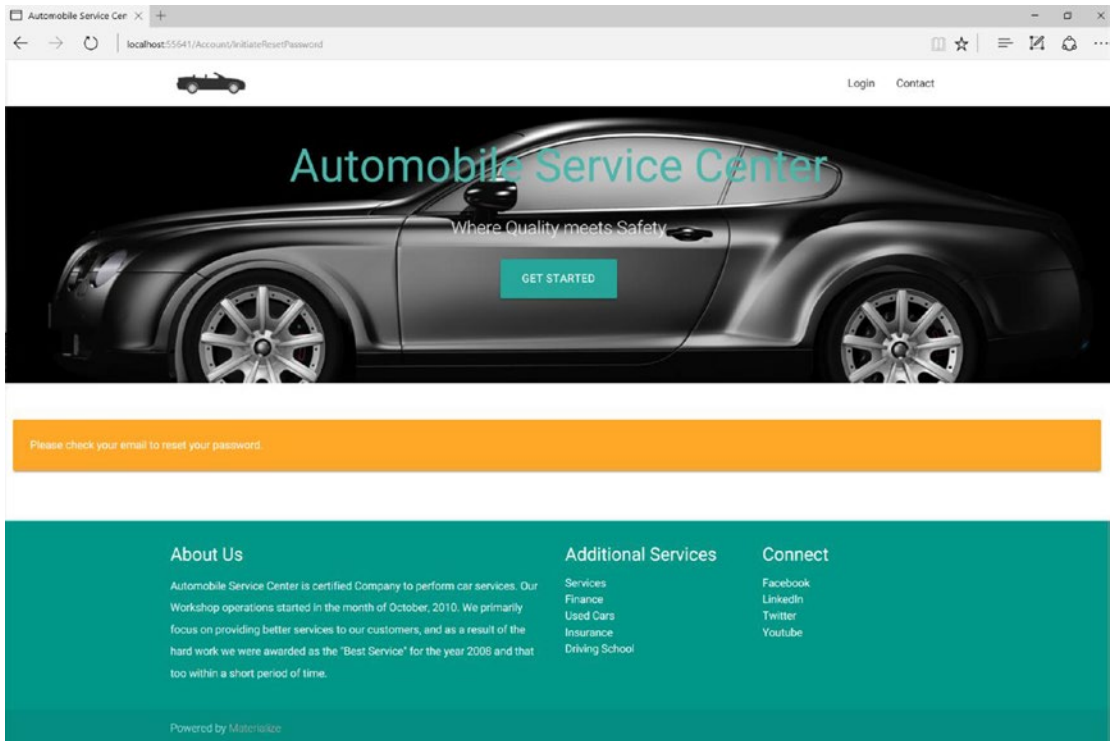 Automobile Service Cen
localhost:55641/Account/InitiateResetPassword
Login Contact
Automobile Service Center
Where Quality meets Safety
GET STARTED
Please check your email to reset your password.
About Us
Automobile Service Center is certified Company to perform car services. Our
Workshop operations started in the month of October, 2010. We primarily
focus on providing better services to our customers, and as a result of the
hard work we were awarded as the "Best Service" for the year 2008 and that
too within a short period of time.
Additional Services
Services
Finance
Used Cars
Insurance
Driving School
Connect
Facebook
LinkedIn
Twitter
Youtube
Powered by Materialize